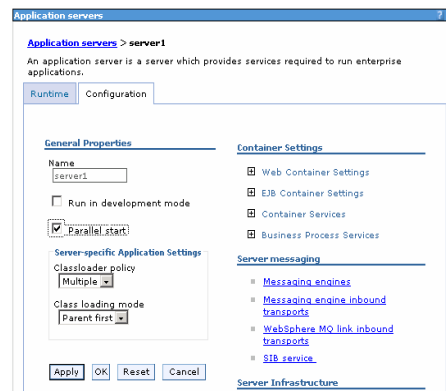 Application servers ?
Application servers > server1
An application server is a server which provides services required to run enterprise
applications.
Runtime Configuration
General Properties
Name
server1
Run in development mode
Parallel start
Server-specific Application Settings
Classloader policy
Multiple
Class loading mode
Parent first
Apply OK Reset Cancel
Container Settings
Web Container Settings
EJB Container Settings
Container Services
Business Process Services
Server messaging
Messaging engines
Messaging engine inbound
transports
WebSphere MQ link inbound
transports
SIB service
Server Infrastructure